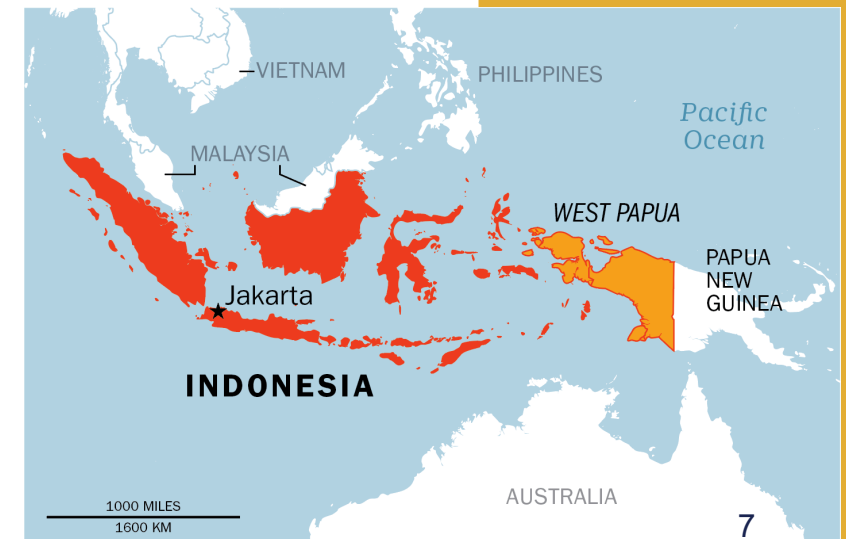 VIETNAM
PHILIPPINES
Pacific
Ocean
MALAYSIA
WEST PAPUA
PAPUA
NEW
GUINEA
Jakarta
INDONESIA
AUSTRALIA
1000 MILES
1600 KM
7